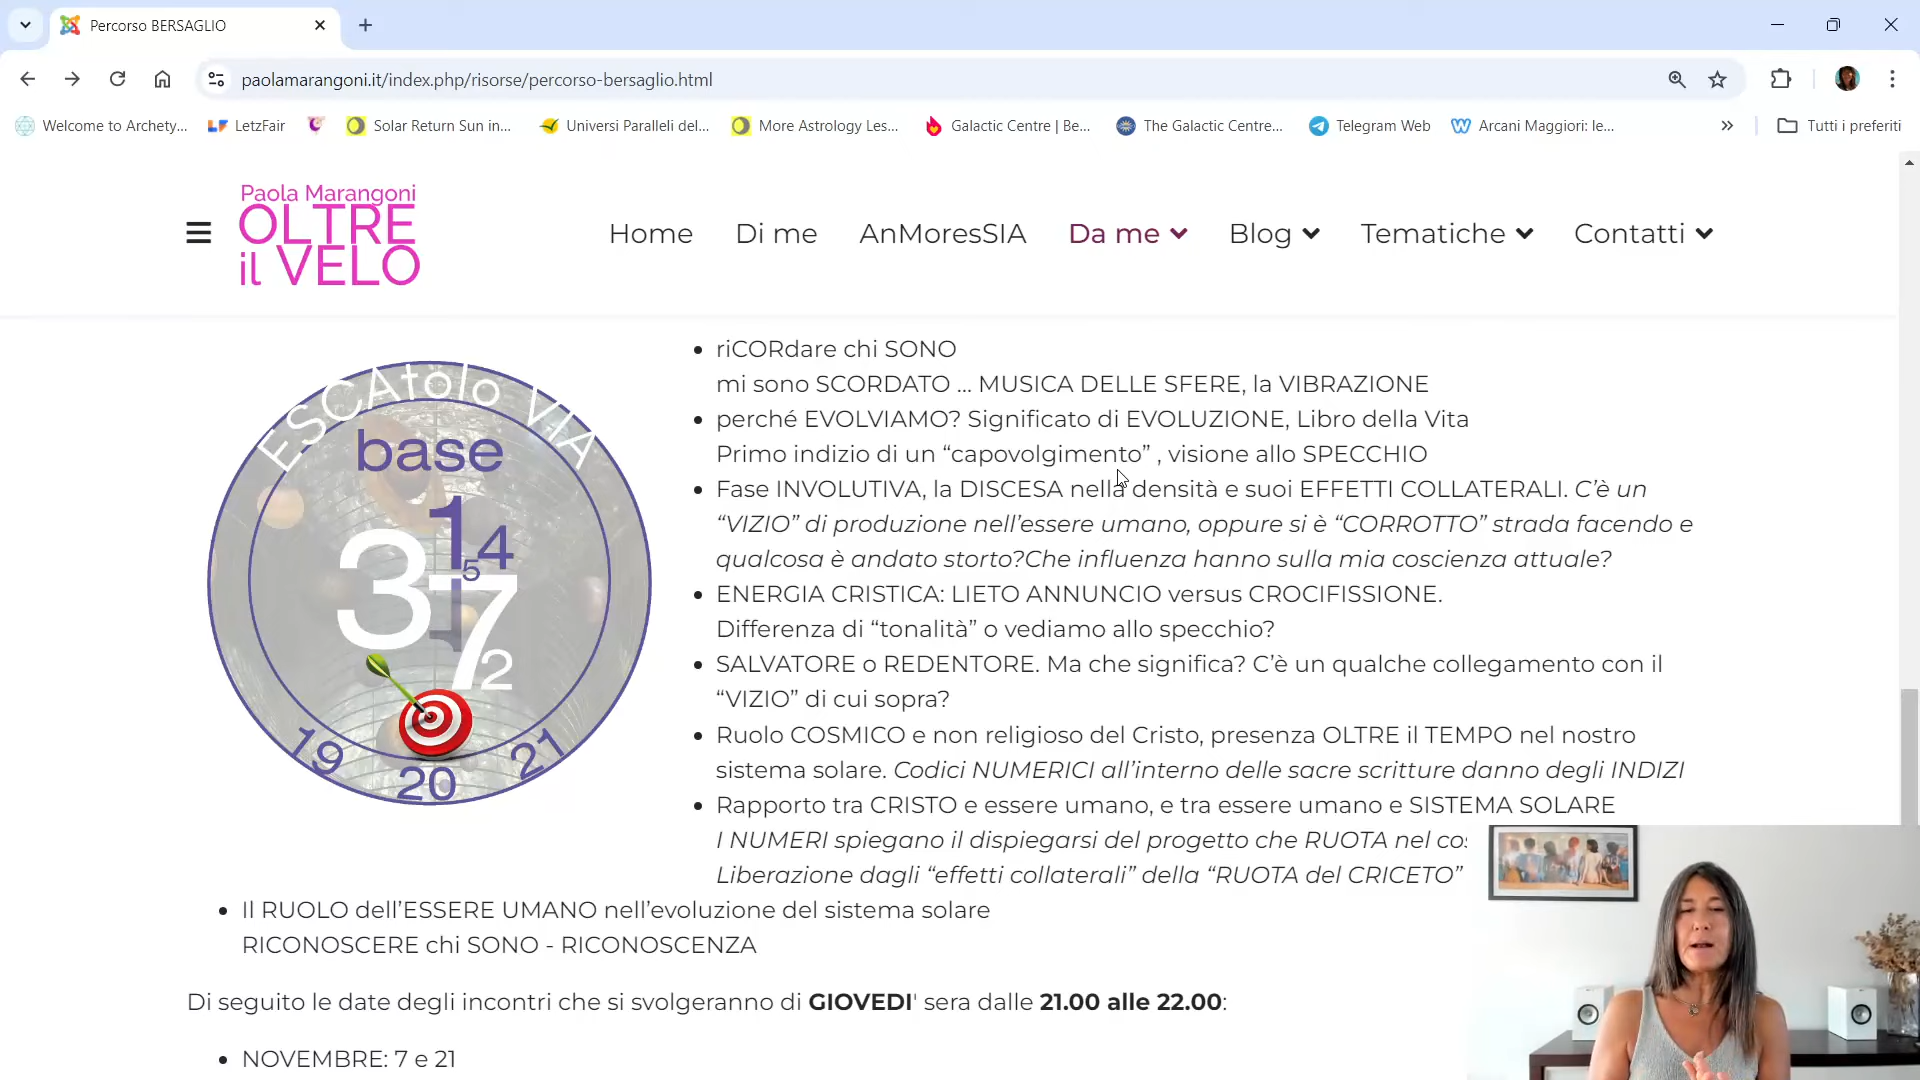 Percorso BERSAGLIO
paolamarangoni.it/index.php/risorse/percorso-bersaglio.html
Welcome to Archety...
LetzFair
Solar Return Sun in...
Universi Paralleli del...
More Astrology Les...
Galactic Centre | Be...
The Galactic Centre...
Telegram Web
Arcani Maggiori: le...
»
Tutti i preferiti
Paola Marangoni
OLTRE
il VELO
Home
Di me
AnMoresSIA
Da me
Blog
Tematiche
Contatti
ESCAtolo VIA
base
1
14
5
37
2
19
20
21
• riCORdare chi SONO
mi sono SCORDATO ... MUSICA DELLE SFERE, la VIBRAZIONE
• perché EVOLVIAMO? Significato di EVOLUZIONE, Libro della Vita
Primo indizio di un “capovolgimento” , visione allo SPECCHIO
• Fase INVOLUTIVA, la DISCESA nella densità e suoi EFFETTI COLLATERALI. C’è un
“VIZIO” di produzione nell’essere umano, oppure si è “CORROTTO” strada facendo e
qualcosa è andato storto?Che influenza hanno sulla mia coscienza attuale?
• ENERGIA CRISTICA: LIETO ANNUNCIO versus CROCIFISSIONE.
Differenza di “tonalità” o vediamo allo specchio?
• SALVATORE o REDENTORE. Ma che significa? C’è un qualche collegamento con il
“VIZIO” di cui sopra?
• Ruolo COSMICO e non religioso del Cristo, presenza OLTRE il TEMPO nel nostro
sistema solare. Codici NUMERICI all’interno delle sacre scritture danno degli INDIZI
• Rapporto tra CRISTO e essere umano, e tra essere umano e SISTEMA SOLARE
I NUMERI spiegano il dispiegarsi del progetto che RUOTA nel cos
Liberazione dagli “effetti collaterali” della “RUOTA del CRICETO”
• Il RUOLO dell’ESSERE UMANO nell’evoluzione del sistema solare
RICONOSCERE chi SONO - RICONOSCENZA
Di seguito le date degli incontri che si svolgeranno di GIOVEDI' sera dalle 21.00 alle 22.00:
• NOVEMBRE: 7 e 21